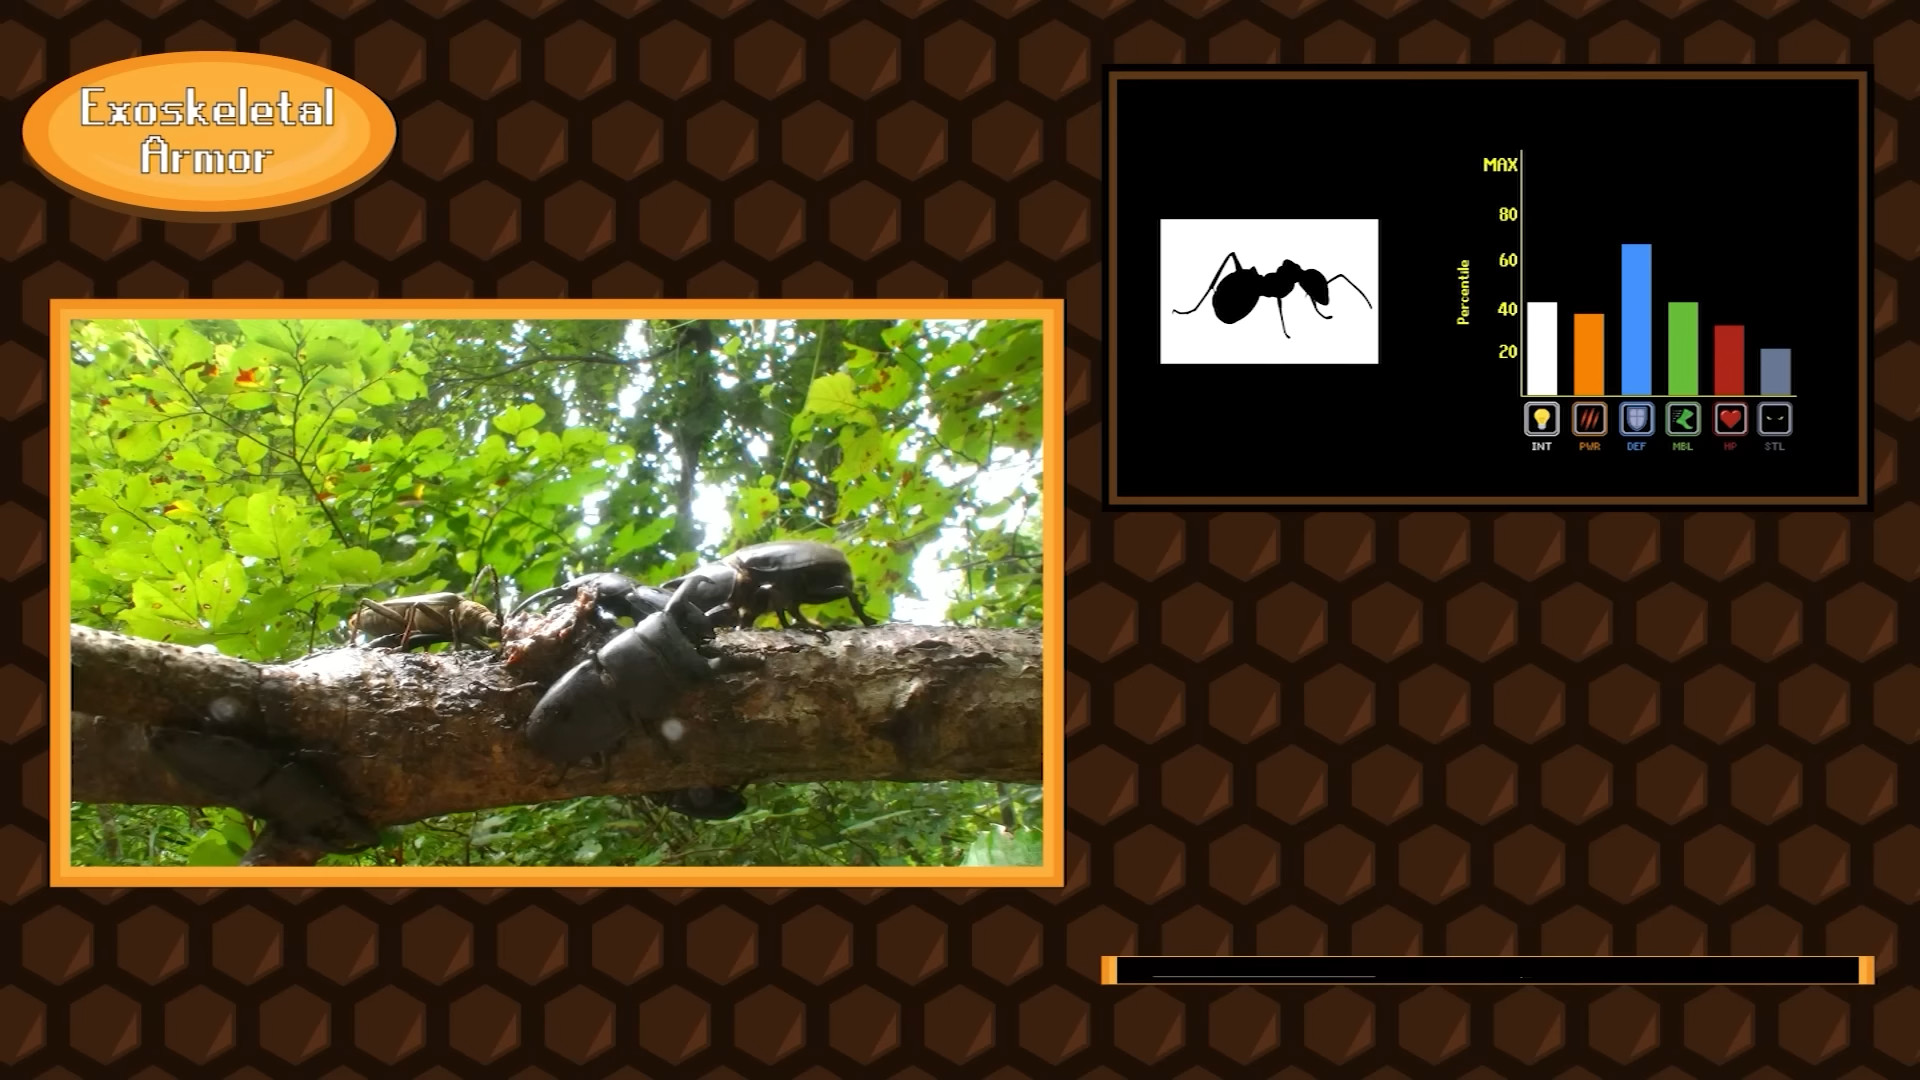 Exoskeletal
Armor
MAX
80
60
40
20
Percentile
INT
PWR
DEF
MBL
HP
STL